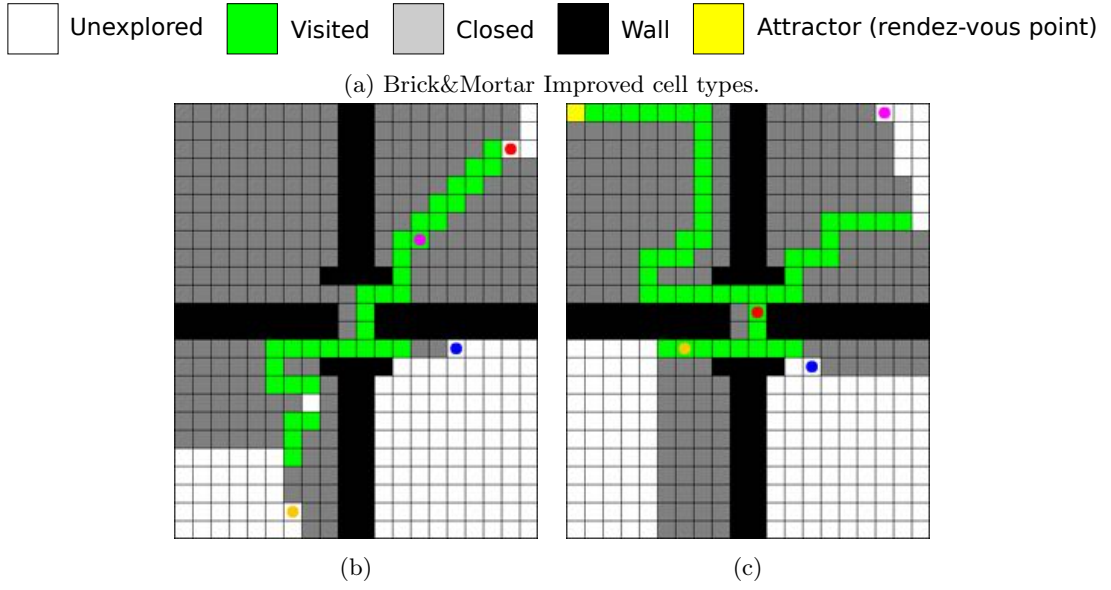 Unexplored Visited Closed Wall Attractor (rendez-vous point)
(a) Brick&Mortar Improved cell types.
(b) (c)